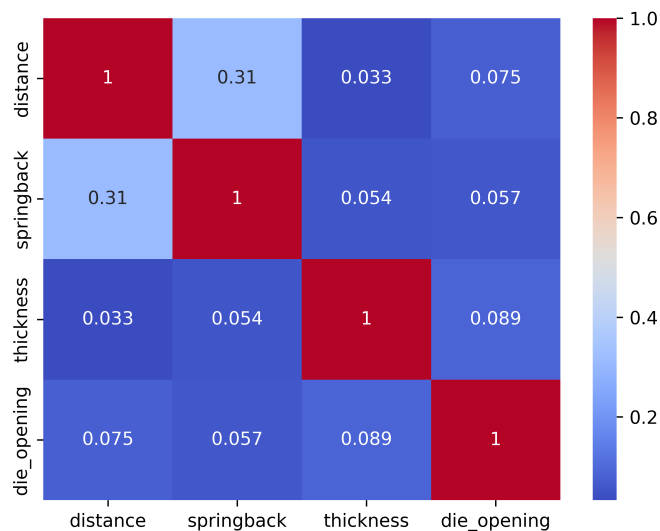 distance 1 0.31 0.033 0.075
springback 0.31 1 0.054 0.057
thickness 0.033 0.054 1 0.089
die_opening 0.075 0.057 0.089 1
distance springback thickness die_opening
1.0
0.8
0.6
0.4
0.2